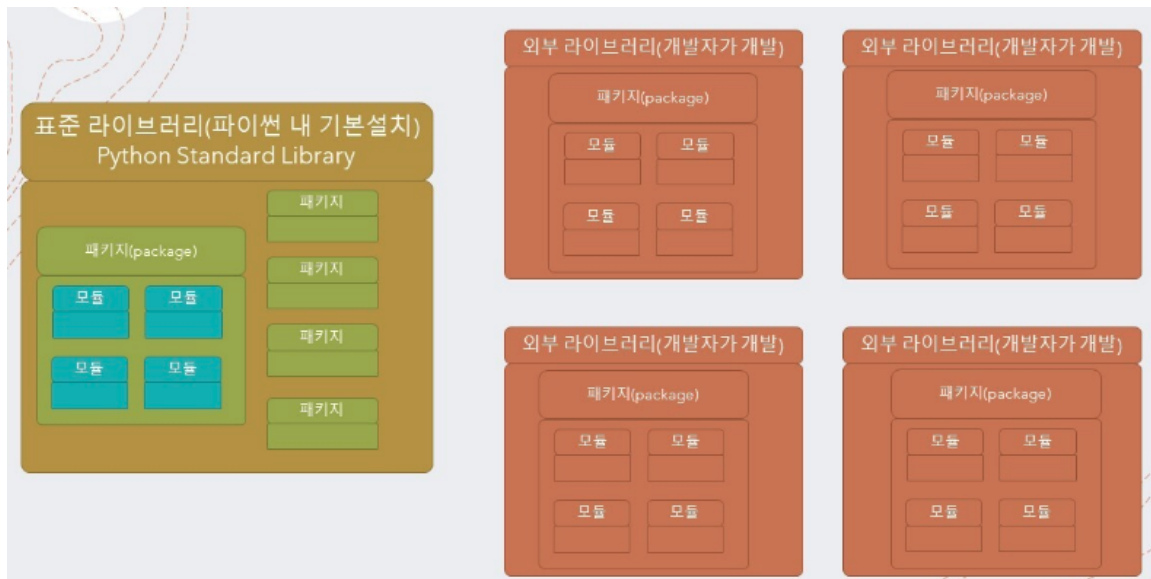 표준 라이브러리(파이썬 내 기본설치)
Python Standard Library
패키지(package)
모듈
모듈
모듈
모듈
패키지
패키지
패키지
패키지
외부 라이브러리(개발자가 개발)
패키지(package)
모듈
모듈
모듈
모듈
외부 라이브러리(개발자가 개발)
패키지(package)
모듈
모듈
모듈
모듈
외부 라이브러리(개발자가 개발)
패키지(package)
모듈
모듈
모듈
모듈
외부 라이브러리(개발자가 개발)
패키지(package)
모듈
모듈
모듈
모듈